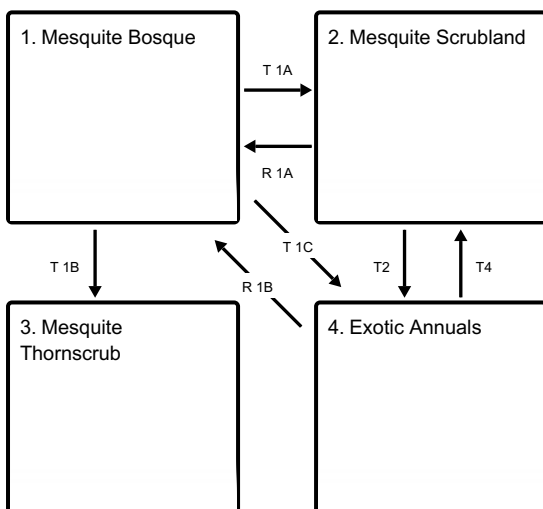 1. Mesquite Bosque
2. Mesquite Scrubland
T 1A
R 1A
T 1C
T 1B
R 1B
T2
T4
3. Mesquite
Thornscrub
4. Exotic Annuals